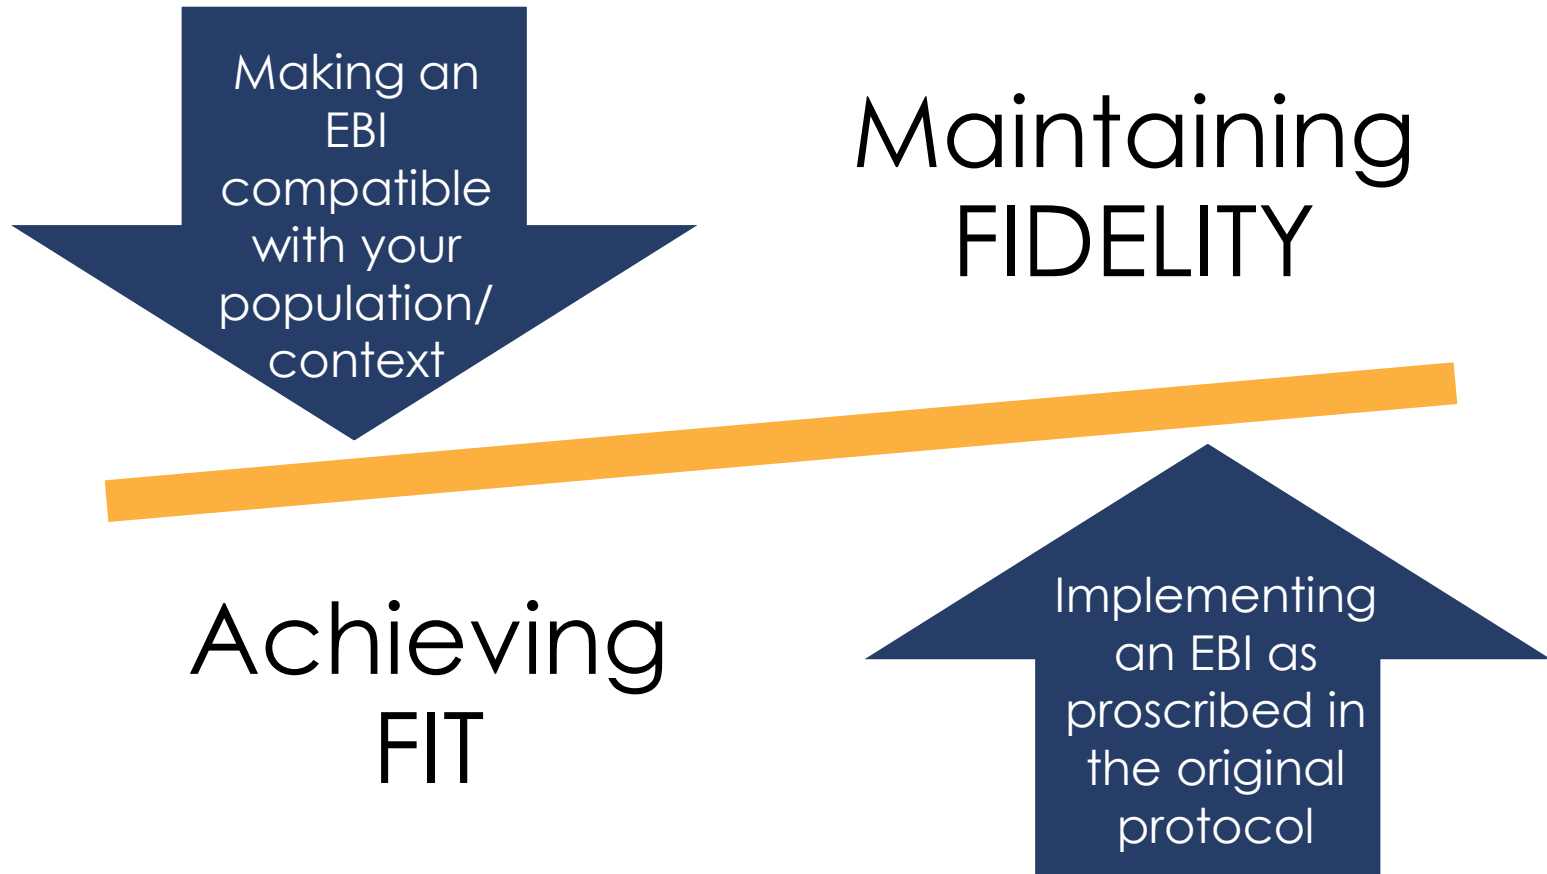 Making an
EBI
compatible
with your
population/
context
Maintaining
FIDELITY
Achieving
FIT
Implementing
an EBI as
proscribed in
the original
protocol